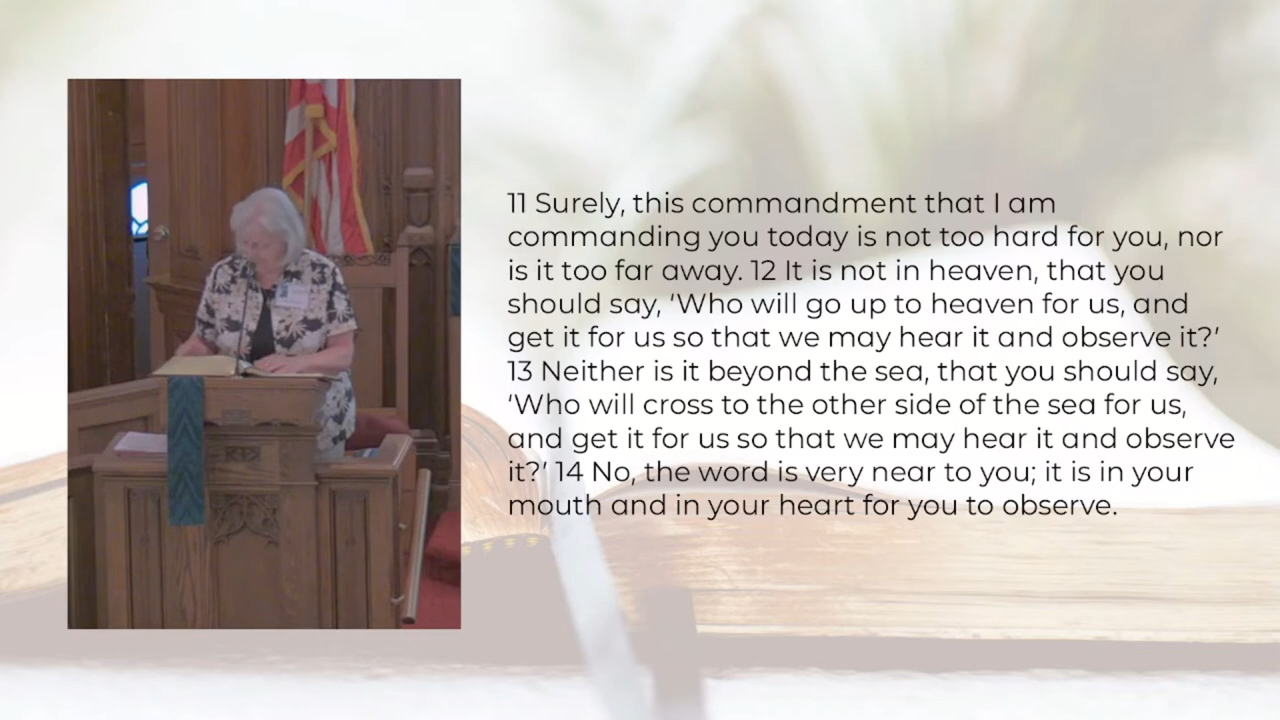 11 Surely, this commandment that I am
commanding you today is not too hard for you, nor
is it too far away. 12 It is not in heaven, that you
should say, ‘Who will go up to heaven for us, and
get it for us so that we may hear it and observe it?’
13 Neither is it beyond the sea, that you should say,
‘Who will cross to the other side of the sea for us,
and get it for us so that we may hear it and observe
it?’ 14 No, the word is very near to you; it is in your
mouth and in your heart for you to observe.